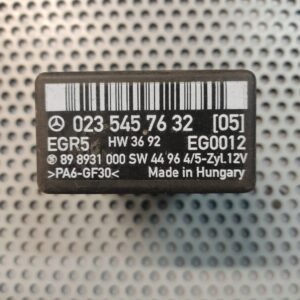 023 545 76 32 [05]
EGR5 HW 36 92 EG0012
89 8931 000 SW 44 96 4/5-Zyl.12V
>PA6-GF30< Made in Hungary